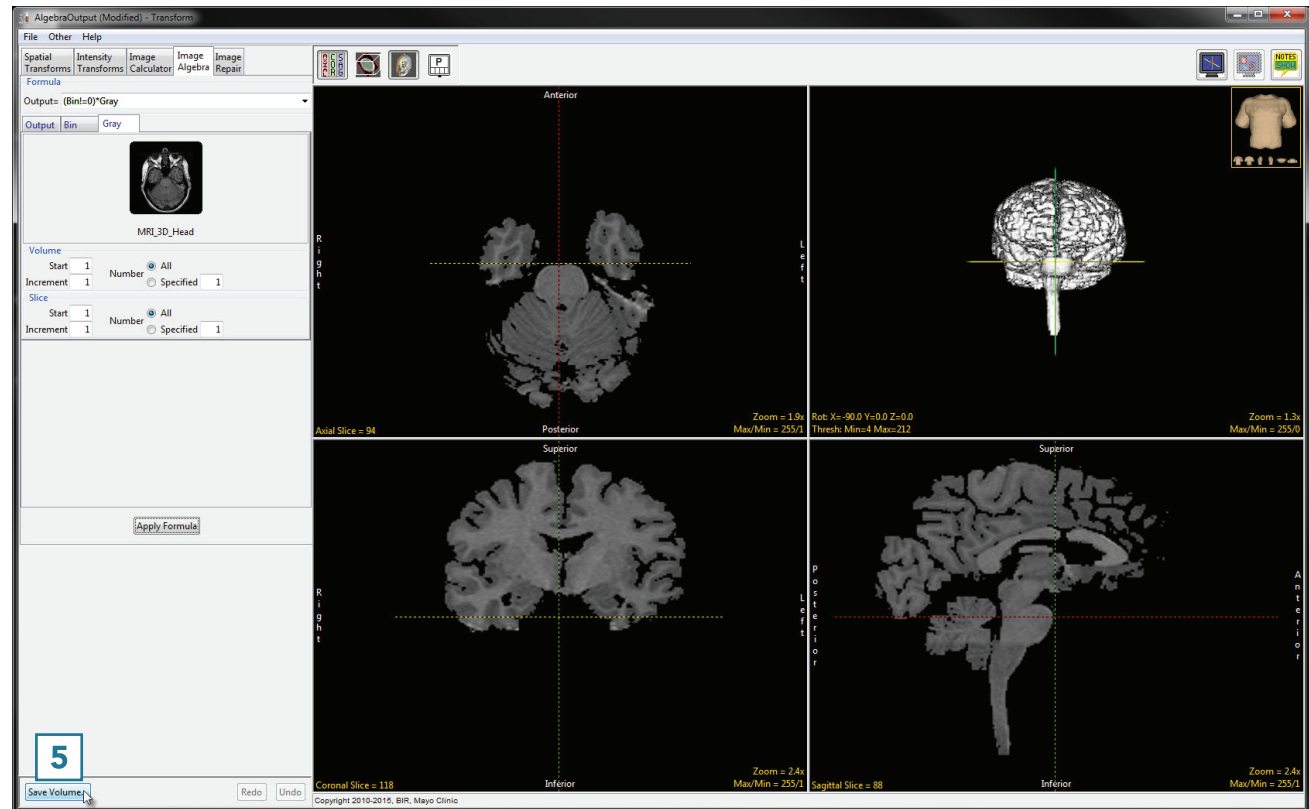 AlgebraOutput (Modified) - Transform
File Other Help
Spatial Transforms
Intensity Transforms
Image Calculator
Image Algebra
Image Repair
AXIAL COR SAG
P
NOTES
SHOW
Formula
Output= (Bin!=0)*Gray
Output Bin Gray
MRI_3D_Head
Volume
Start 1
Number All
Increment 1
Specified 1
Slice
Start 1
Number All
Increment 1
Specified 1
Apply Formula
5
Save Volume...
Redo Undo
Anterior
Right
Left
Axial Slice = 94
Posterior
Zoom = 1.9x
Max/Min = 255/1
Rot: X=-90.0 Y=0.0 Z=0.0
Thresh: Min=4 Max=212
Zoom = 1.3x
Max/Min = 255/0
Superior
Right
Left
Coronal Slice = 118
Inferior
Zoom = 2.4x
Max/Min = 255/1
Superior
Posterior
Anterior
Sagittal Slice = 88
Inferior
Zoom = 2.4x
Max/Min = 255/1
Copyright 2010-2015, BIR, Mayo Clinic